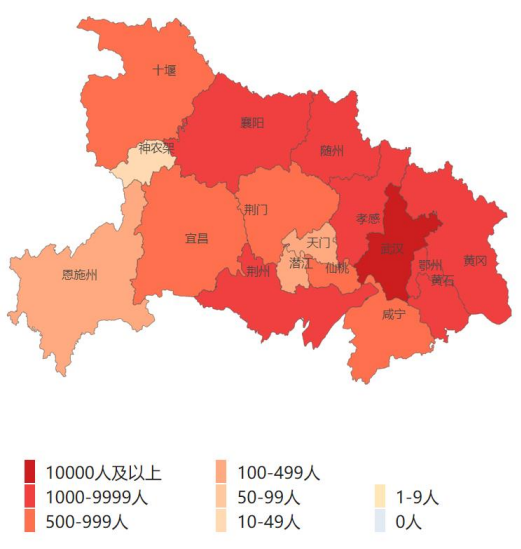 十堰
神农架
襄阳
随州
荆门
孝感
宜昌
天门
武汉
恩施州
荆州
潜江
仙桃
鄂州
黄冈
黄石
咸宁
10000人及以上
100-499人
1000-9999人
50-99人
1-9人
500-999人
10-49人
0人